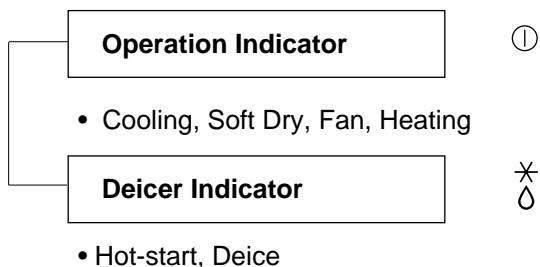 Operation Indicator
• Cooling, Soft Dry, Fan, Heating
Deicer Indicator
• Hot-start, Deice